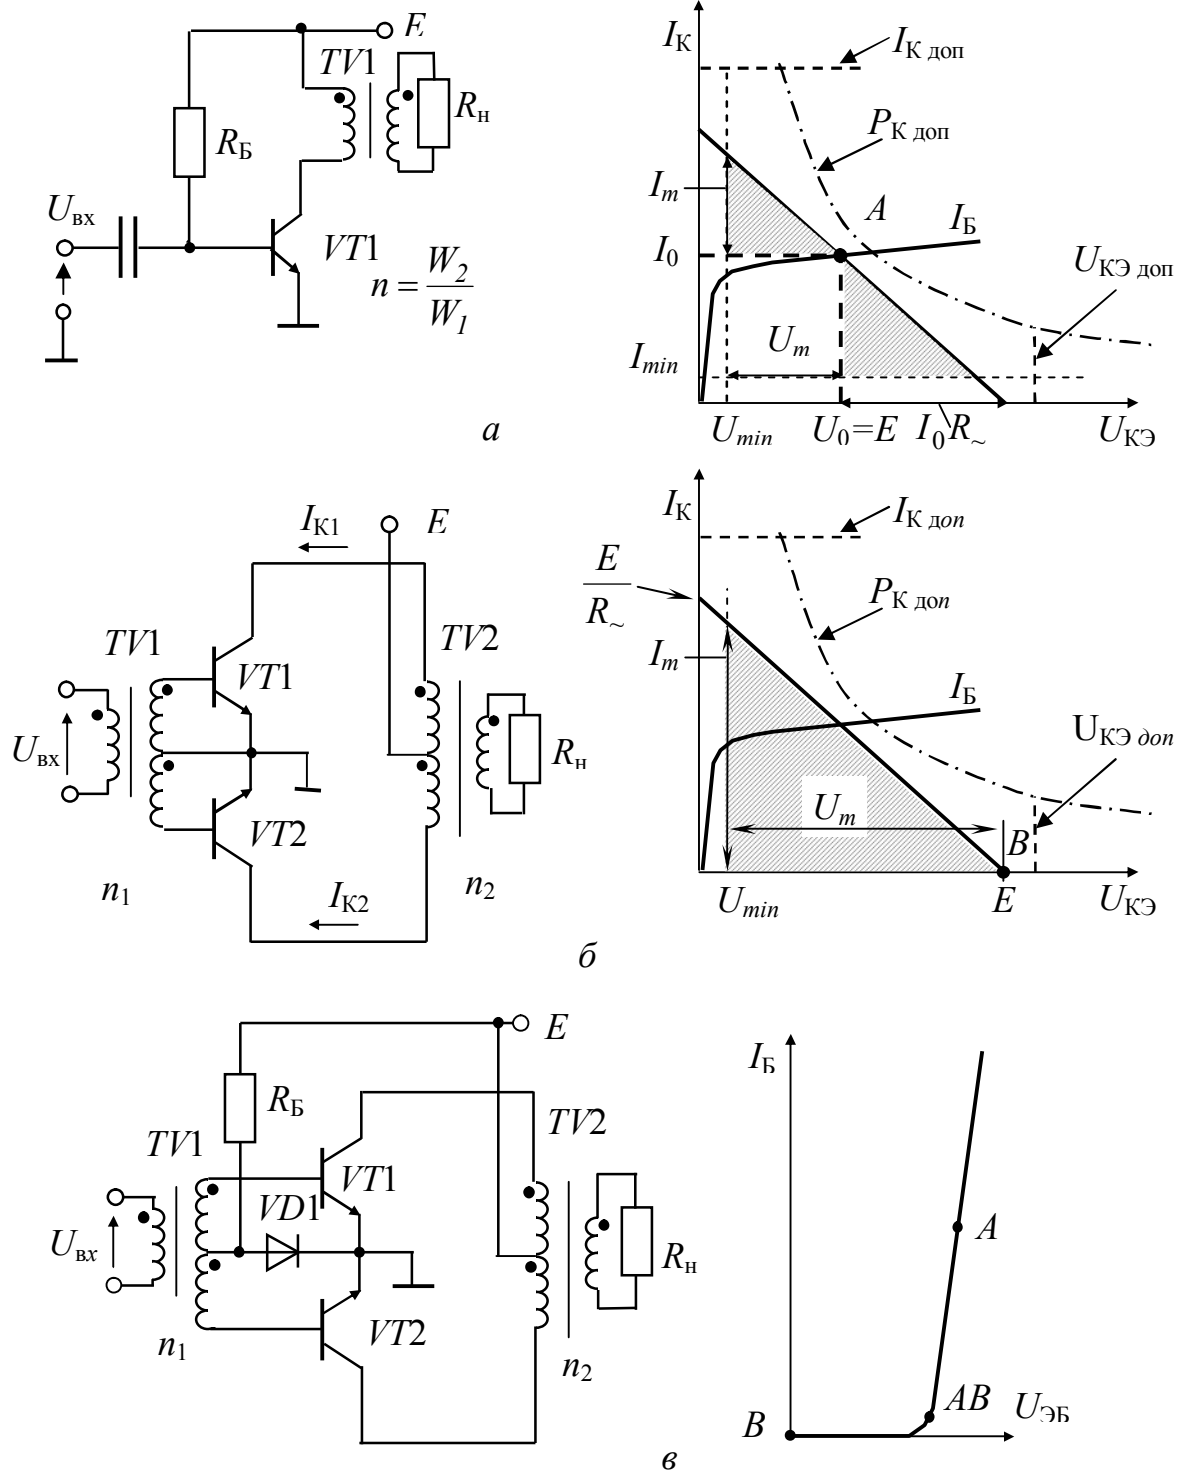 E
TV1
R_Б
R_н
U_вх
VT1
n = W_2 / W_1
I_К
I_К доп
P_К доп
I_m
A
I_0
I_Б
U_КЭ доп
U_m
I_min
U_min
U_0=E
I_0R_~
U_КЭ
а
I_К1
E
TV1
VT1
TV2
U_вх
R_н
VT2
n_1
I_К2
n_2
I_К
I_К доп
E / R_~
P_К доп
I_m
I_Б
U_КЭ доп
U_m
B
U_min
E
U_КЭ
б
E
R_Б
TV1
TV2
VT1
VD1
U_вх
R_н
VT2
n_1
n_2
I_Б
A
AB
B
U_ЭБ
в